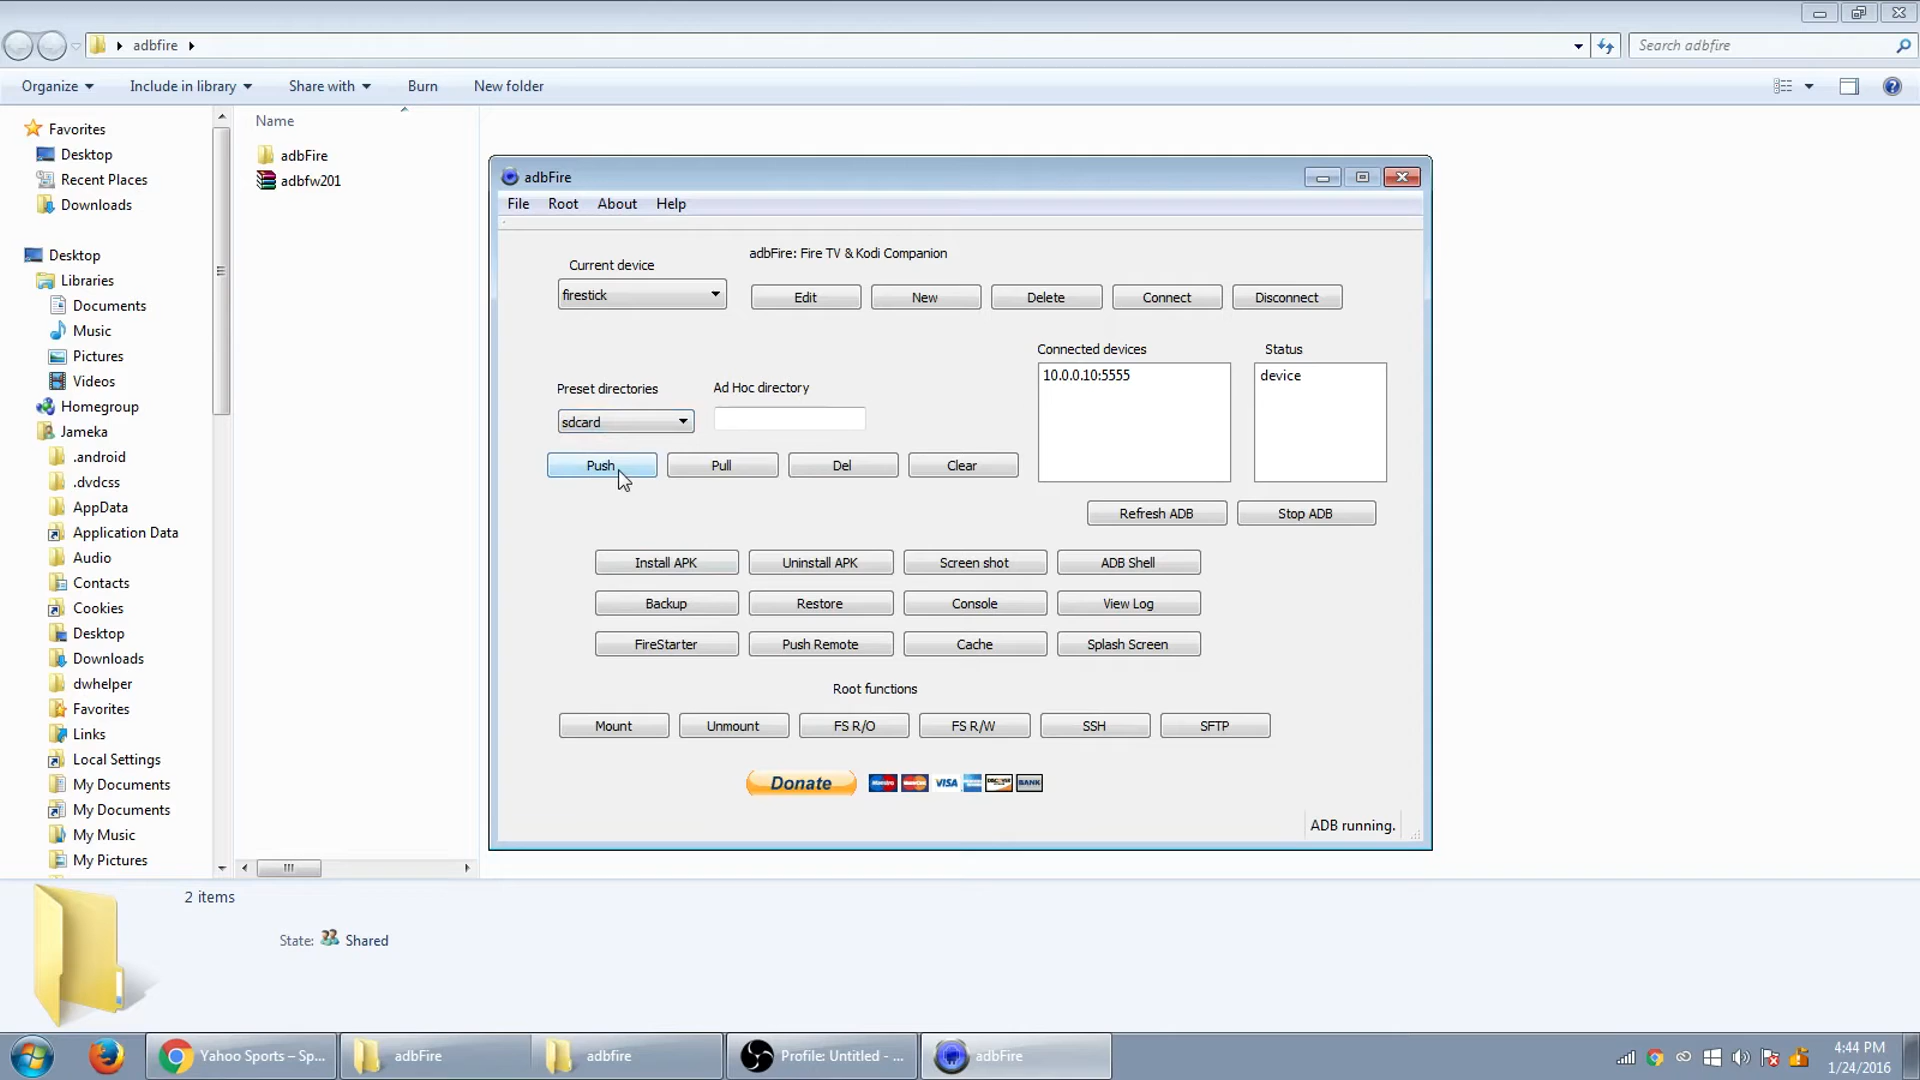 adbfire
Search adbfire
Organize
Include in library
Share with
Burn
New folder
Favorites
Desktop
Recent Places
Downloads
Desktop
Libraries
Documents
Music
Pictures
Videos
Homegroup
Jameka
.android
.dvdcss
AppData
Application Data
Audio
Contacts
Cookies
Desktop
Downloads
dwhelper
Favorites
Links
Local Settings
My Documents
My Documents
My Music
My Pictures
Name
adbFire
adbfw201
adbFire
File Root About Help
adbFire: Fire TV & Kodi Companion
Current device
firestick
Edit New Delete Connect Disconnect
Connected devices Status
10.0.0.10:5555 device
Preset directories Ad Hoc directory
sdcard
Push Pull Del Clear
Refresh ADB Stop ADB
Install APK Uninstall APK Screen shot ADB Shell
Backup Restore Console View Log
FireStarter Push Remote Cache Splash Screen
Root functions
Mount Unmount FS R/O FS R/W SSH SFTP
Donate VISA BANK
ADB running.
2 items
State: Shared
Yahoo Sports – Sp...
adbFire
adbfire
Profile: Untitled - ...
adbFire
4:44 PM
1/24/2016